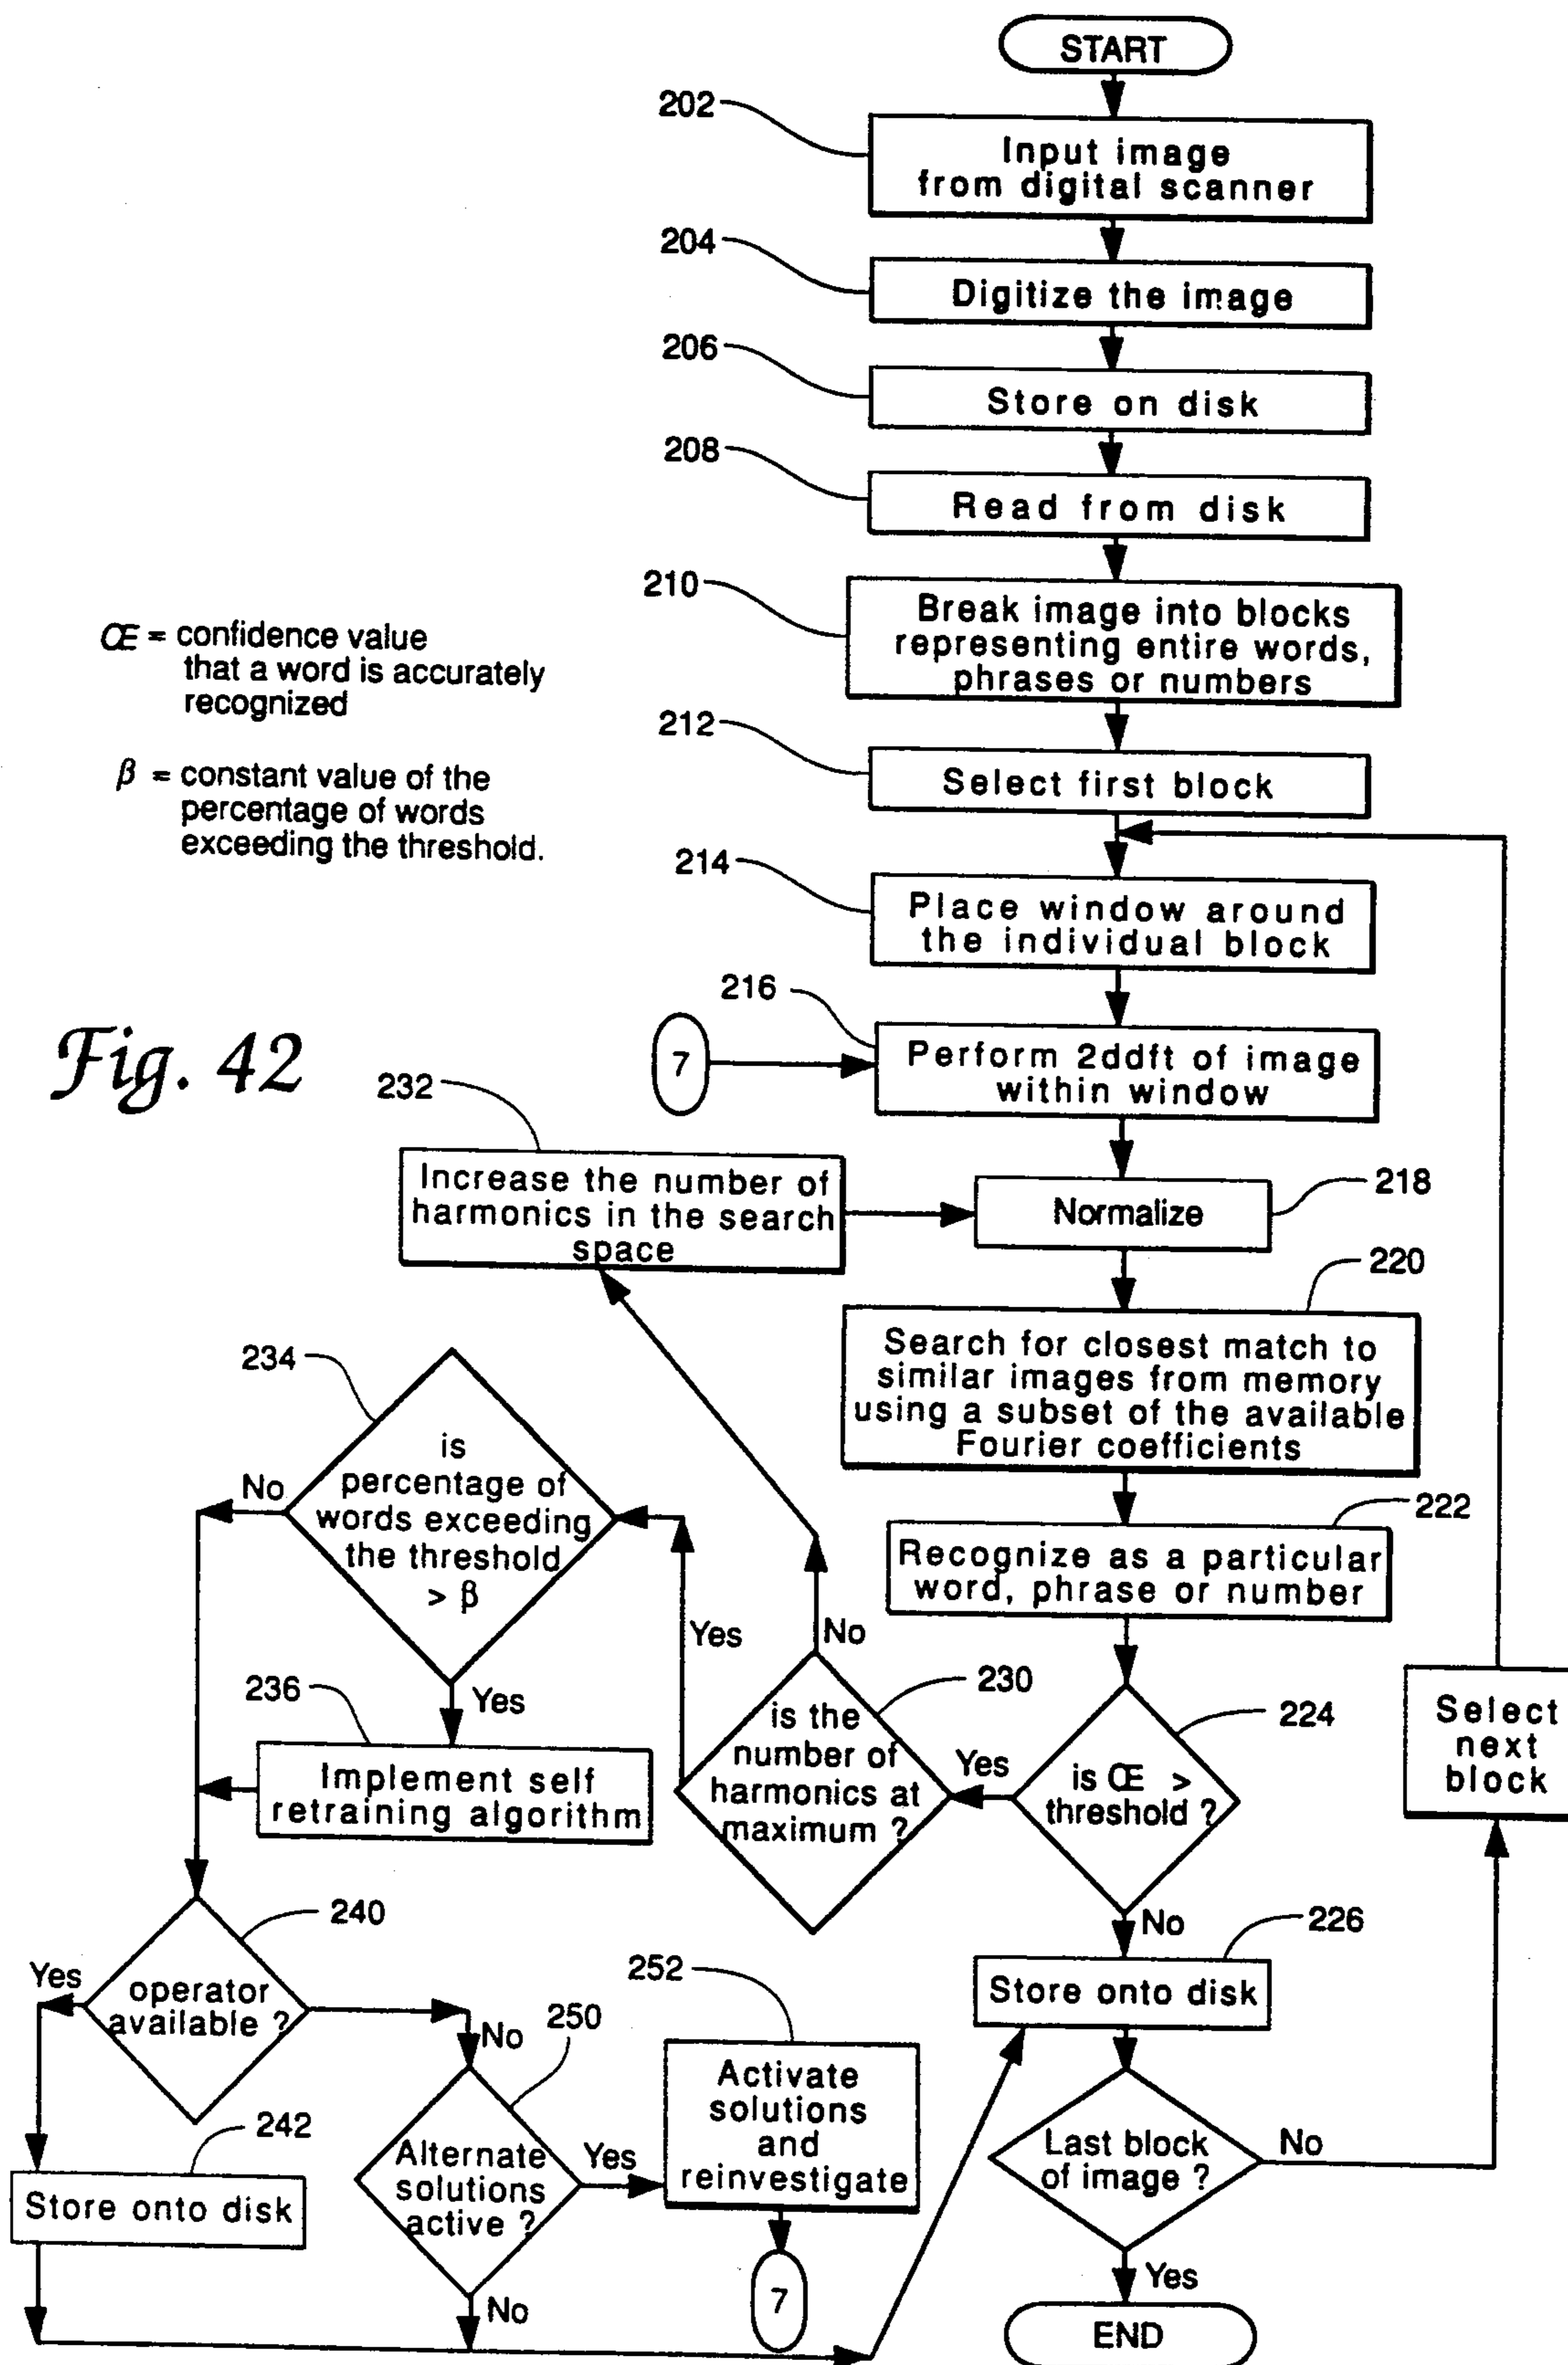 START
202
Input image
from digital scanner
204
Digitize the image
206
Store on disk
208
Read from disk
210
Break image into blocks
representing entire words,
phrases or numbers
Œ = confidence value
that a word is accurately
recognized
β = constant value of the
percentage of words
exceeding the threshold.
212
Select first block
214
Place window around
the individual block
216
Perform 2ddft of image
within window
7
Fig. 42
232
Increase the number of
harmonics in the search
space
218
Normalize
220
Search for closest match to
similar images from memory
using a subset of the available
Fourier coefficients
222
Recognize as a particular
word, phrase or number
234
is
percentage of
words exceeding
the threshold
> β
No
Yes
236
Implement self
retraining algorithm
Yes
No
230
is the
number of
harmonics at
maximum ?
Yes
224
is Œ >
threshold ?
No
Select
next
block
226
Store onto disk
240
operator
available ?
Yes
No
242
Store onto disk
250
Alternate
solutions
active ?
Yes
No
252
Activate
solutions
and
reinvestigate
7
Last block
of image ?
No
Yes
END